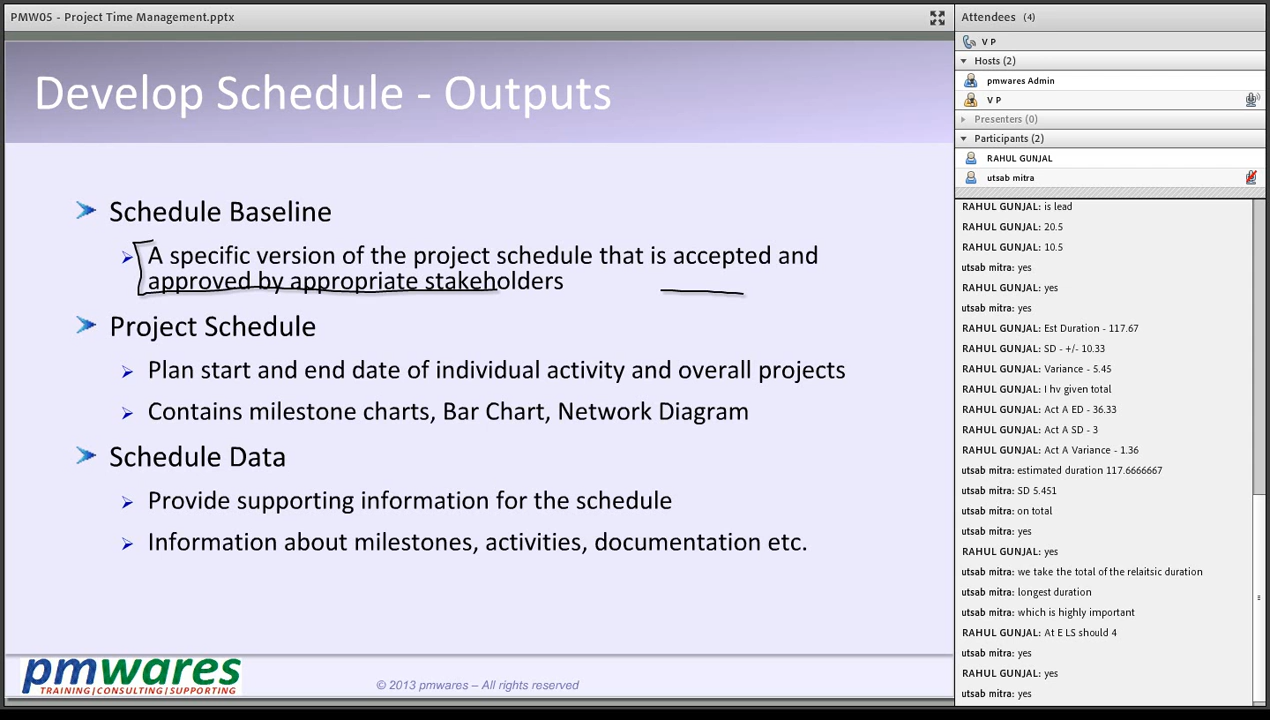 PMW05 - Project Time Management.pptx
Develop Schedule - Outputs
Schedule Baseline
A specific version of the project schedule that is accepted and
approved by appropriate stakeholders
Project Schedule
Plan start and end date of individual activity and overall projects
Contains milestone charts, Bar Chart, Network Diagram
Schedule Data
Provide supporting information for the schedule
Information about milestones, activities, documentation etc.
pmwares
TRAINING|CONSULTING|SUPPORTING
© 2013 pmwares – All rights reserved
Attendees (4)
V P
Hosts (2)
pmwares Admin
V P
Presenters (0)
Participants (2)
RAHUL GUNJAL
utsab mitra
RAHUL GUNJAL: is lead
RAHUL GUNJAL: 20.5
RAHUL GUNJAL: 10.5
utsab mitra: yes
RAHUL GUNJAL: yes
utsab mitra: yes
RAHUL GUNJAL: Est Duration - 117.67
RAHUL GUNJAL: SD - +/- 10.33
RAHUL GUNJAL: Variance - 5.45
RAHUL GUNJAL: I hv given total
RAHUL GUNJAL: Act A ED - 36.33
RAHUL GUNJAL: Act A SD - 3
RAHUL GUNJAL: Act A Variance - 1.36
utsab mitra: estimated duration 117.6666667
utsab mitra: SD 5.451
utsab mitra: on total
utsab mitra: yes
RAHUL GUNJAL: yes
utsab mitra: we take the total of the relaitsic duration
utsab mitra: longest duration
utsab mitra: which is highly important
RAHUL GUNJAL: At E LS should 4
utsab mitra: yes
RAHUL GUNJAL: yes
utsab mitra: yes